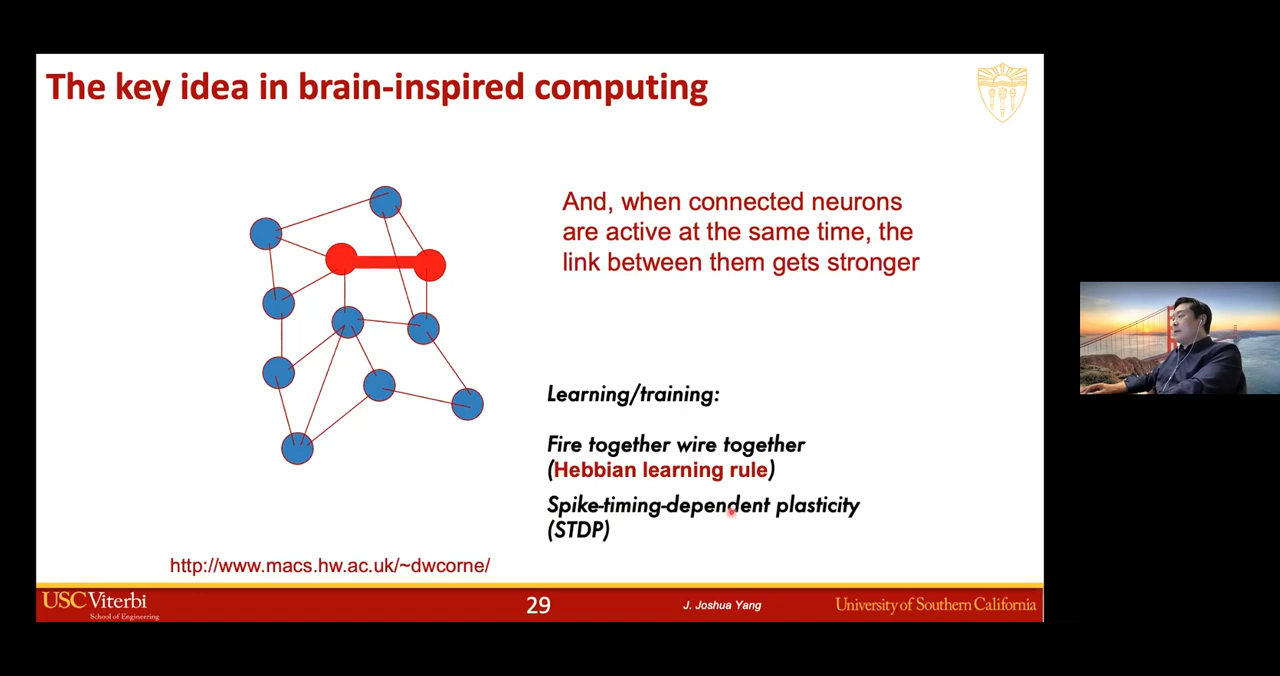 The key idea in brain-inspired computing
And, when connected neurons
are active at the same time, the
link between them gets stronger
Learning/training:
Fire together wire together
(Hebbian learning rule)
Spike-timing-dependent plasticity
(STDP)
http://www.macs.hw.ac.uk/~dwcorne/
USC Viterbi
School of Engineering
29
J. Joshua Yang
University of Southern California